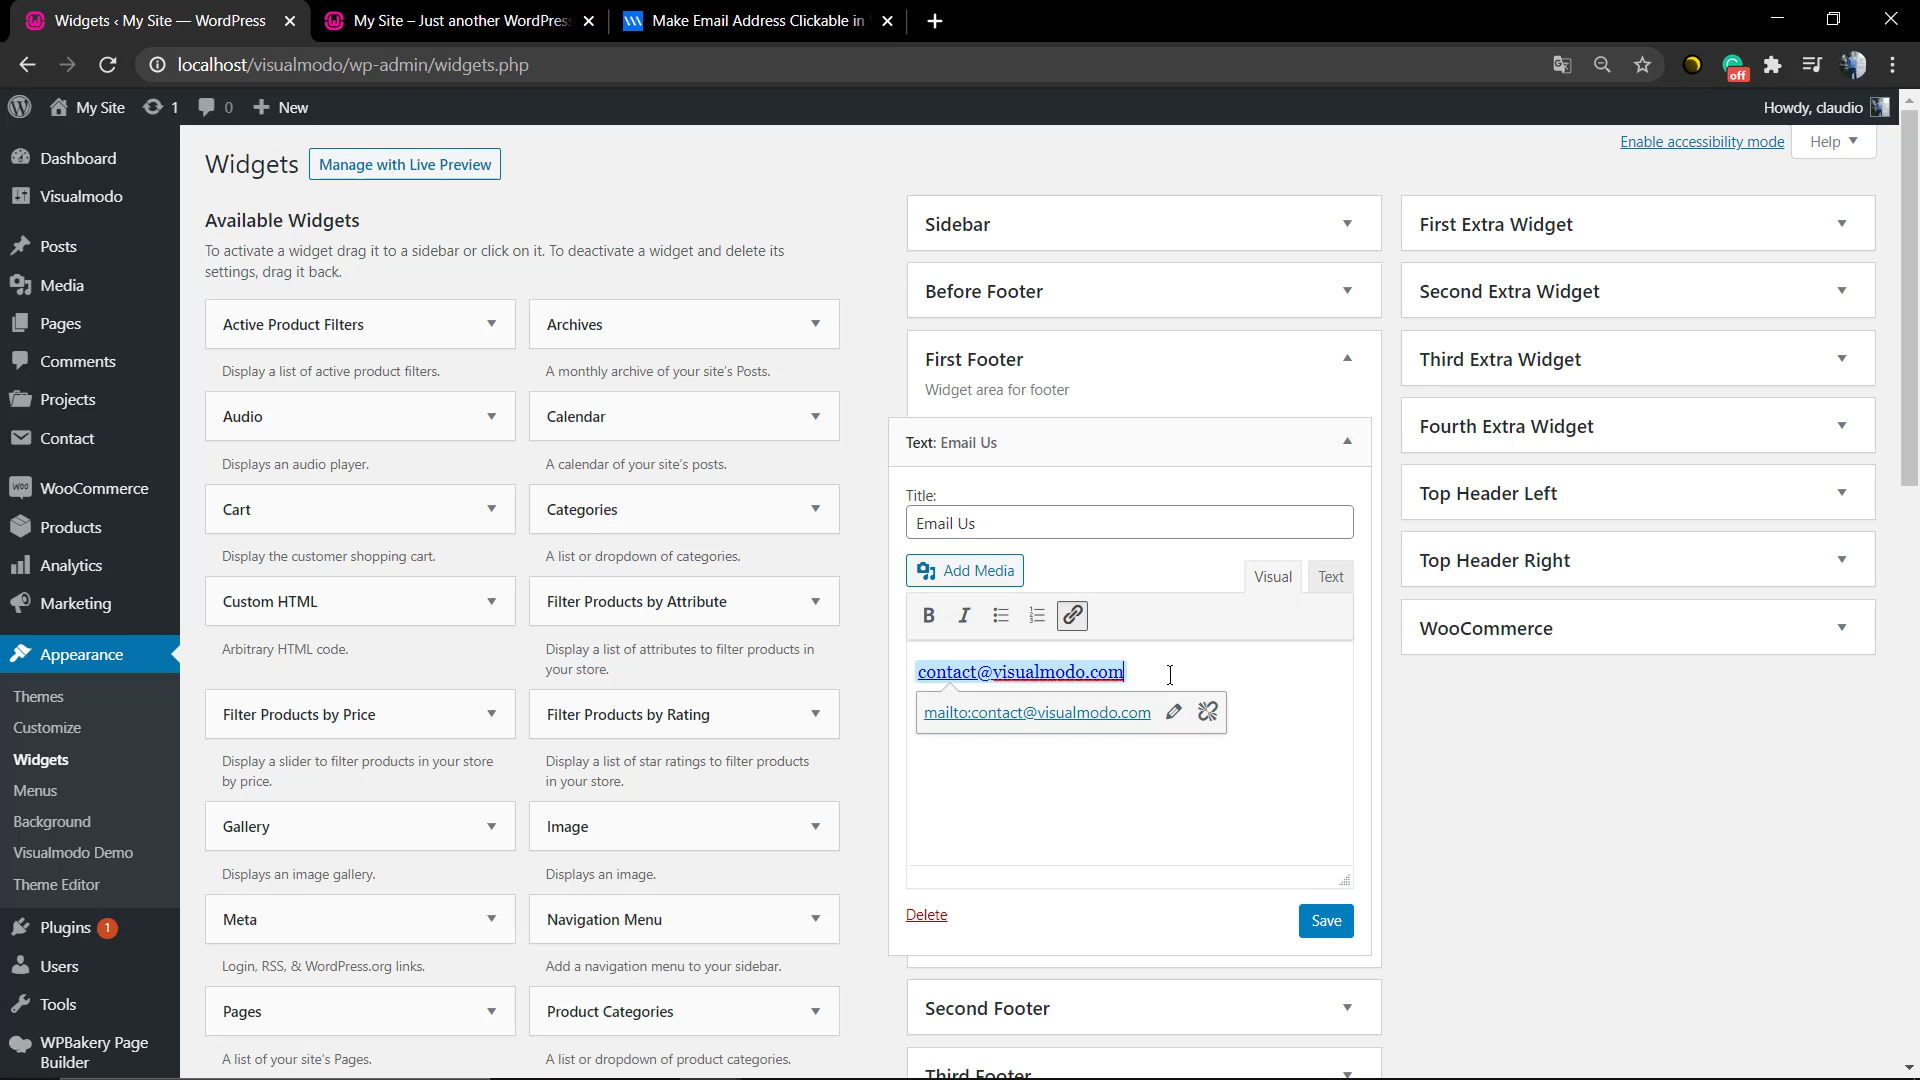 Widgets ‹ My Site — WordPress
My Site – Just another WordPress
Make Email Address Clickable in
localhost/visualmodo/wp-admin/widgets.php
off
My Site
1
0
New
Howdy, claudio
Dashboard
Visualmodo
Posts
Media
Pages
Comments
Projects
Contact
WooCommerce
Products
Analytics
Marketing
Appearance
Themes
Customize
Widgets
Menus
Background
Visualmodo Demo
Theme Editor
Plugins 1
Users
Tools
WPBakery Page
Builder
Widgets
Manage with Live Preview
Enable accessibility mode
Help
Available Widgets
To activate a widget drag it to a sidebar or click on it. To deactivate a widget and delete its
settings, drag it back.
Active Product Filters
Display a list of active product filters.
Archives
A monthly archive of your site's Posts.
Audio
Displays an audio player.
Calendar
A calendar of your site's posts.
Cart
Display the customer shopping cart.
Categories
A list or dropdown of categories.
Custom HTML
Arbitrary HTML code.
Filter Products by Attribute
Display a list of attributes to filter products in
your store.
Filter Products by Price
Display a slider to filter products in your store
by price.
Filter Products by Rating
Display a list of star ratings to filter products
in your store.
Gallery
Displays an image gallery.
Image
Displays an image.
Meta
Login, RSS, & WordPress.org links.
Navigation Menu
Add a navigation menu to your sidebar.
Pages
A list of your site's Pages.
Product Categories
A list or dropdown of product categories.
Sidebar
Before Footer
First Footer
Widget area for footer
Text: Email Us
Title:
Email Us
Add Media
Visual
Text
B
I
contact@visualmodo.com
mailto:contact@visualmodo.com
Delete
Save
Second Footer
Third Footer
First Extra Widget
Second Extra Widget
Third Extra Widget
Fourth Extra Widget
Top Header Left
Top Header Right
WooCommerce